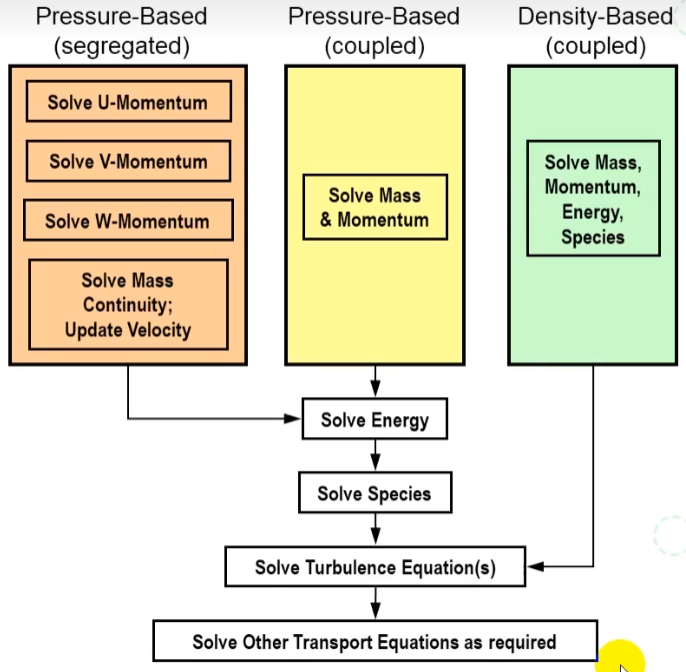 Pressure-Based
(segregated)
Pressure-Based
(coupled)
Density-Based
(coupled)
Solve U-Momentum
Solve V-Momentum
Solve W-Momentum
Solve Mass
Continuity;
Update Velocity
Solve Mass
& Momentum
Solve Mass,
Momentum,
Energy,
Species
Solve Energy
Solve Species
Solve Turbulence Equation(s)
Solve Other Transport Equations as required